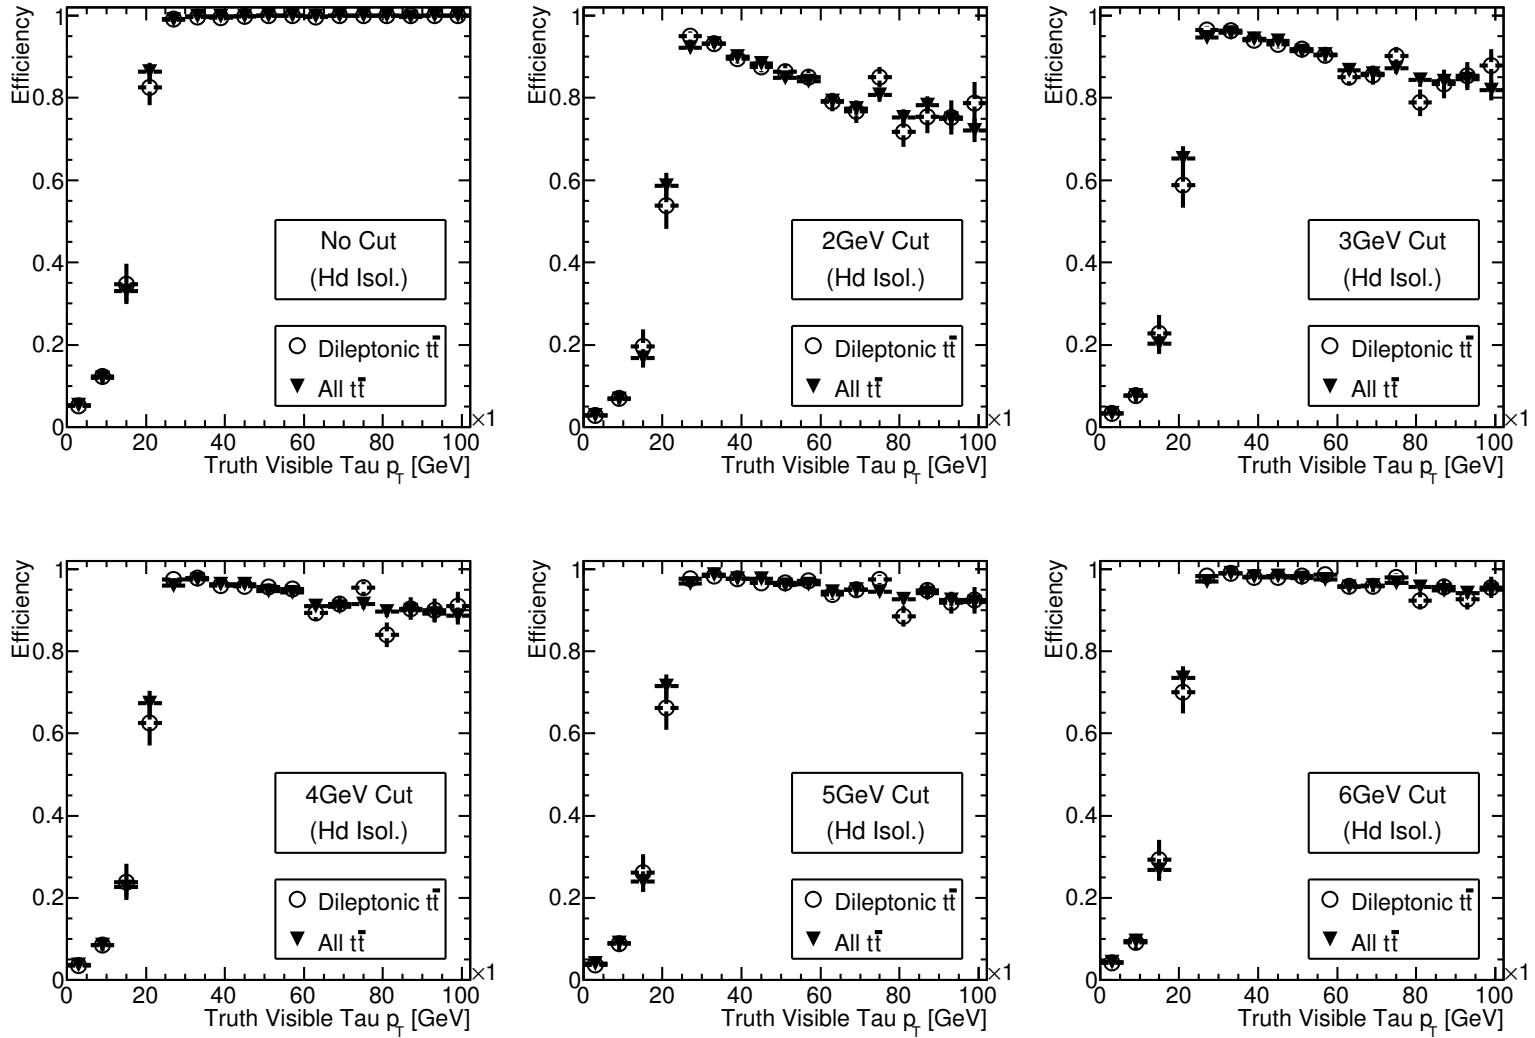 Efficiency
1
0.8
0.6
0.4
0.2
0
No Cut
(Hd Isol.)
Dileptonic tt̄
All tt̄
0 20 40 60 80 100 ×1
Truth Visible Tau p_T [GeV]
Efficiency
1
0.8
0.6
0.4
0.2
0
2GeV Cut
(Hd Isol.)
Dileptonic tt̄
All tt̄
0 20 40 60 80 100 ×1
Truth Visible Tau p_T [GeV]
Efficiency
1
0.8
0.6
0.4
0.2
0
3GeV Cut
(Hd Isol.)
Dileptonic tt̄
All tt̄
0 20 40 60 80 100 ×1
Truth Visible Tau p_T [GeV]
Efficiency
1
0.8
0.6
0.4
0.2
0
4GeV Cut
(Hd Isol.)
Dileptonic tt̄
All tt̄
0 20 40 60 80 100 ×1
Truth Visible Tau p_T [GeV]
Efficiency
1
0.8
0.6
0.4
0.2
0
5GeV Cut
(Hd Isol.)
Dileptonic tt̄
All tt̄
0 20 40 60 80 100 ×1
Truth Visible Tau p_T [GeV]
Efficiency
1
0.8
0.6
0.4
0.2
0
6GeV Cut
(Hd Isol.)
Dileptonic tt̄
All tt̄
0 20 40 60 80 100 ×1
Truth Visible Tau p_T [GeV]